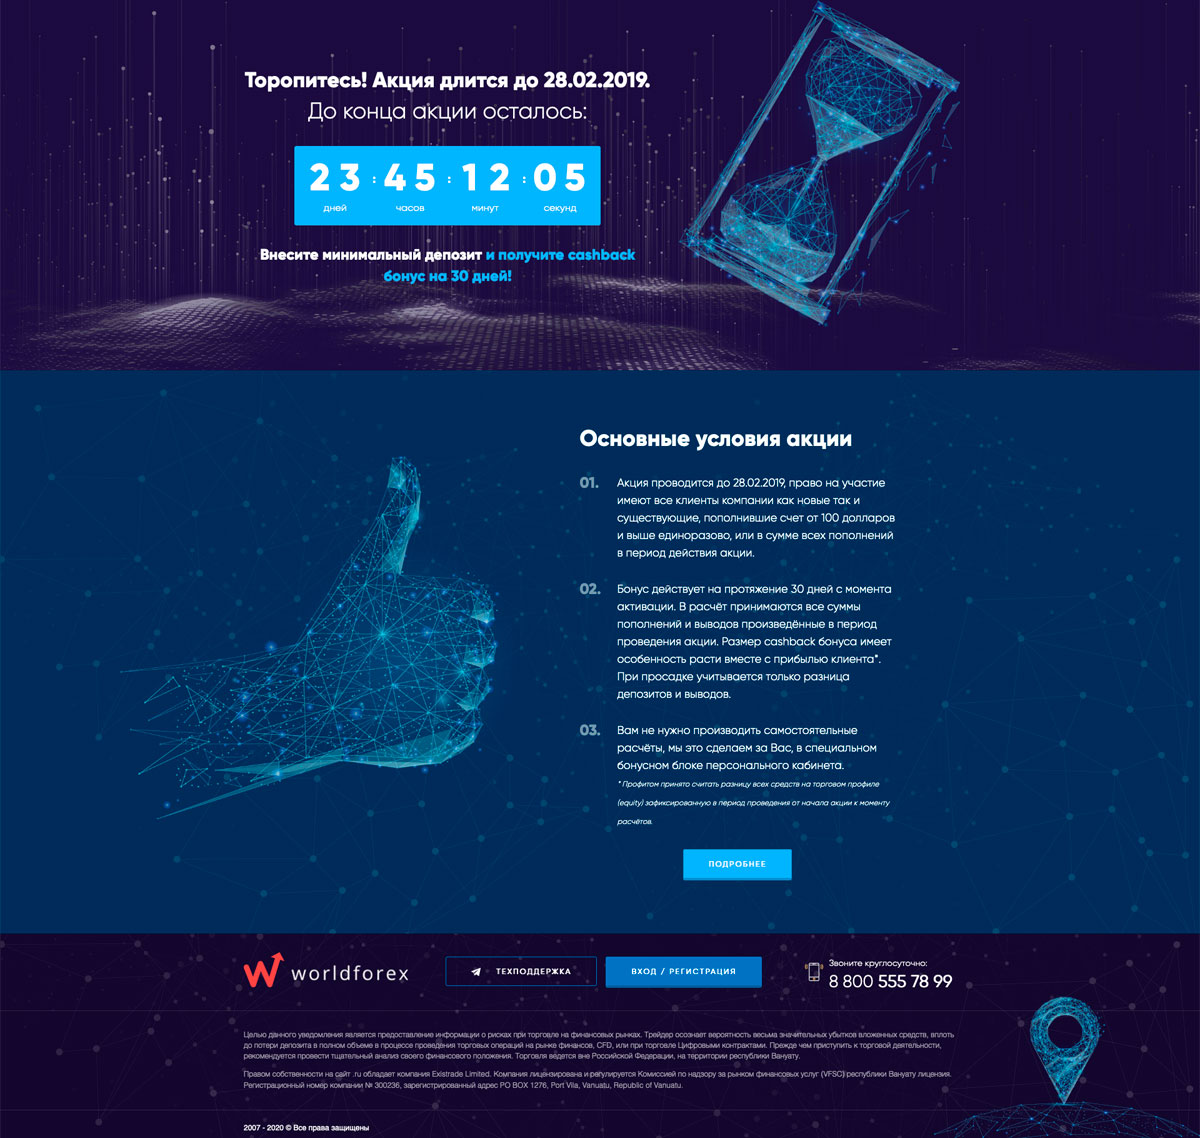 Торопитесь! Акция длится до 28.02.2019.
До конца акции осталось:
23 : 45 : 12 : 05
дней часов минут секунд
Внесите минимальный депозит и получите cashback
бонус на 30 дней!
Основные условия акции
01. Акция проводится до 28.02.2019, право на участие
имеют все клиенты компании как новые так и
существующие, пополнившие счет от 100 долларов
и выше единоразово, или в сумме всех пополнений
в период действия акции.
02. Бонус действует на протяжение 30 дней с момента
активации. В расчёт принимаются все суммы
пополнений и выводов произведённые в период
проведения акции. Размер cashback бонуса имеет
особенность расти вместе с прибылью клиента*.
При просадке учитывается только разница
депозитов и выводов.
03. Вам не нужно производить самостоятельные
расчёты, мы это сделаем за Вас, в специальном
бонусном блоке персонального кабинета.
* Профитом принято считать разницу всех средств на торговом профиле
(equity) зафиксированную в период проведения от начала акции к моменту
расчётов.
ПОДРОБНЕЕ
worldforex
ТЕХПОДДЕРЖКА
ВХОД / РЕГИСТРАЦИЯ
Звоните круглосуточно:
8 800 555 78 99
Целью данного уведомления является предоставление информации о рисках при торговле на финансовых рынках. Трейдер осознаёт вероятность весьма значительных убытков вложенных средств, вплоть
до потери депозита в полном объеме в процессе проведения торговых операций на рынке финансов, CFD, или при торговле Цифровыми контрактами. Прежде чем приступить к торговой деятельности,
рекомендуется провести тщательный анализ своего финансового положения. Торговля ведется вне Российской Федерации, на территории республики Вануату.
Правом собственности на сайт .ru обладает компания Existrade Limited. Компания лицензирована и регулируется Комиссией по надзору за рынком финансовых услуг (VFSC) республики Вануату лицензия.
Регистрационный номер компании № 300236, зарегистрированный адрес PO BOX 1276, Port Vila, Vanuatu, Republic of Vanuatu.
2007 - 2020 © Все права защищены